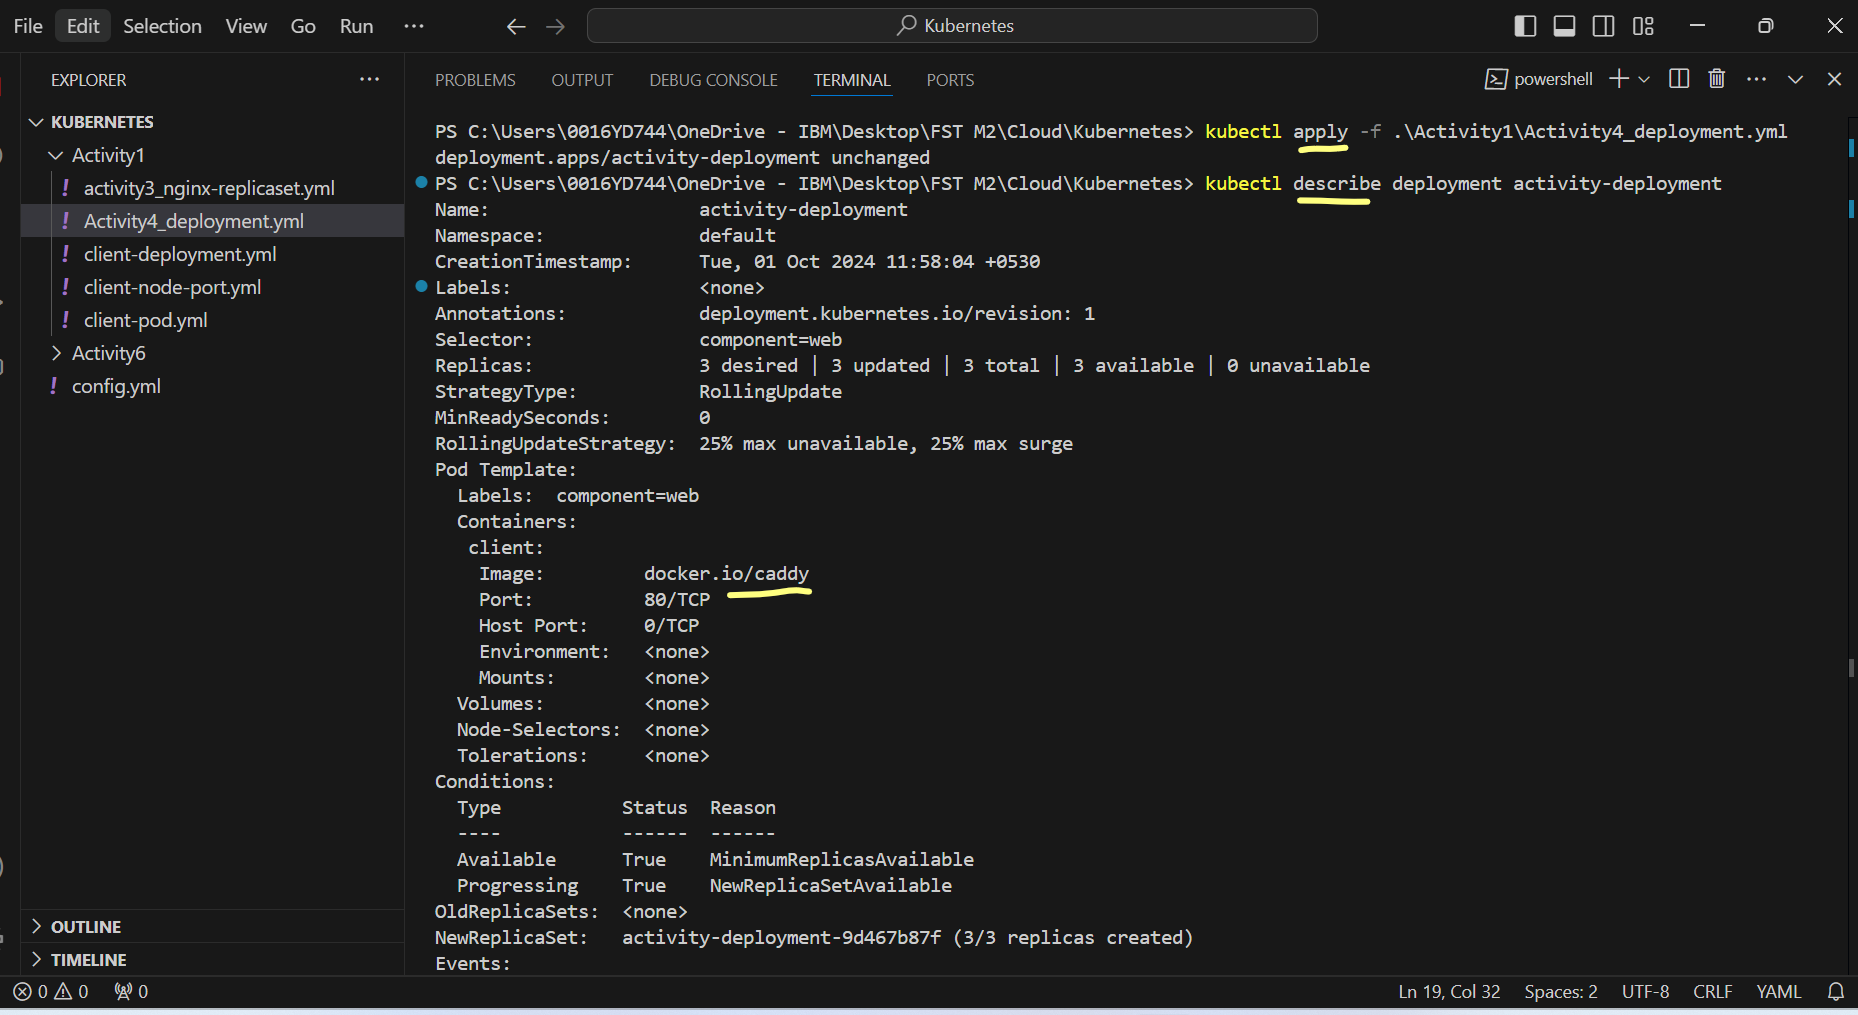 File Edit Selection View Go Run ··· Kubernetes
EXPLORER ···
PROBLEMS OUTPUT DEBUG CONSOLE TERMINAL PORTS powershell
KUBERNETES
Activity1
! activity3_nginx-replicaset.yml
! Activity4_deployment.yml
! client-deployment.yml
! client-node-port.yml
! client-pod.yml
Activity6
! config.yml
OUTLINE
TIMELINE
PS C:\Users\0016YD744\OneDrive - IBM\Desktop\FST M2\Cloud\Kubernetes> kubectl apply -f .\Activity1\Activity4_deployment.yml
deployment.apps/activity-deployment unchanged
PS C:\Users\0016YD744\OneDrive - IBM\Desktop\FST M2\Cloud\Kubernetes> kubectl describe deployment activity-deployment
Name: activity-deployment
Namespace: default
CreationTimestamp: Tue, 01 Oct 2024 11:58:04 +0530
Labels: <none>
Annotations: deployment.kubernetes.io/revision: 1
Selector: component=web
Replicas: 3 desired | 3 updated | 3 total | 3 available | 0 unavailable
StrategyType: RollingUpdate
MinReadySeconds: 0
RollingUpdateStrategy: 25% max unavailable, 25% max surge
Pod Template:
Labels: component=web
Containers:
client:
Image: docker.io/caddy
Port: 80/TCP
Host Port: 0/TCP
Environment: <none>
Mounts: <none>
Volumes: <none>
Node-Selectors: <none>
Tolerations: <none>
Conditions:
Type Status Reason
---- ------ ------
Available True MinimumReplicasAvailable
Progressing True NewReplicaSetAvailable
OldReplicaSets: <none>
NewReplicaSet: activity-deployment-9d467b87f (3/3 replicas created)
Events:
0 0 0 Ln 19, Col 32 Spaces: 2 UTF-8 CRLF YAML